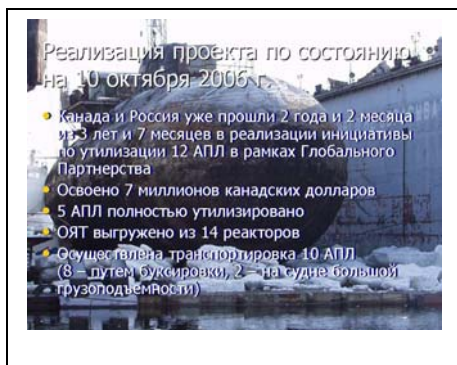 Реализация проекта по состоянию
на 10 октября 2006 г.
• Канада и Россия уже прошли 2 года и 2 месяца
из 3 лет и 7 месяцев в реализации инициативы
по утилизации 12 АПЛ в рамках Глобального
Партнерства
• Освоено 7 миллионов канадских долларов
• 5 АПЛ полностью утилизировано
• ОЯТ выгружено из 14 реакторов
• Осуществлена транспортировка 10 АПЛ
(8 – путем буксировки, 2 – на судне большой
грузоподъемности)